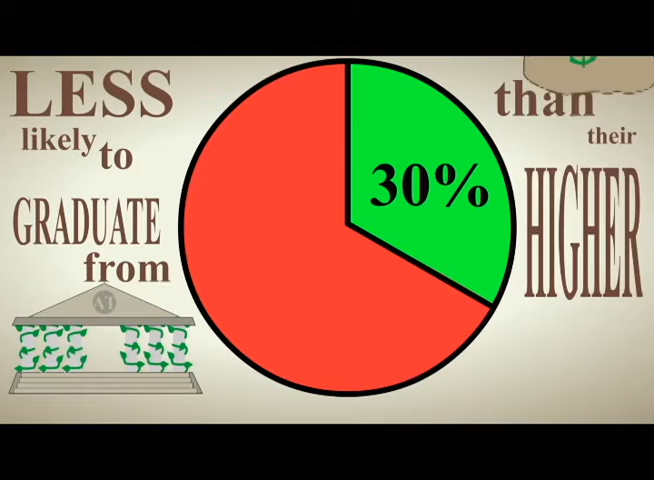 LESS
likely
to
GRADUATE
from
30%
than
their
HIGHER
$